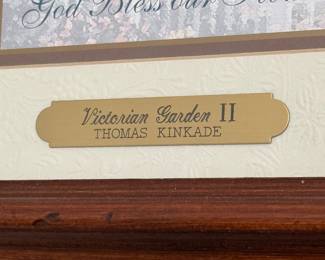 God Bless our
Victorian Garden II
THOMAS KINKADE